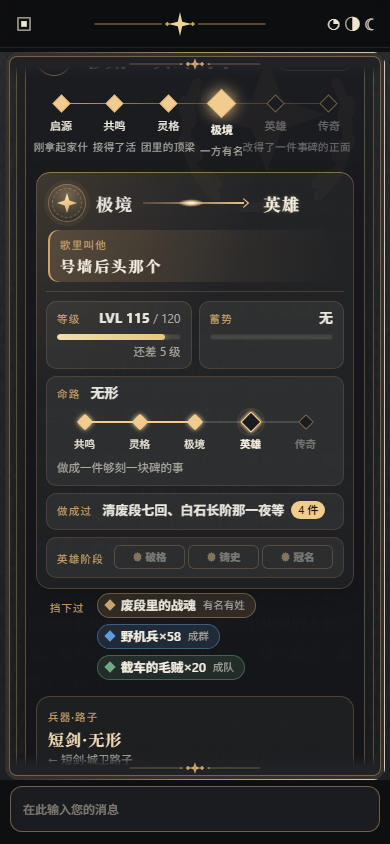 启源 共鸣 灵格 极境 英雄 传奇
刚拿起家什 接得了活 团里的顶梁 一方有名 改得了一件事 碑的正面
极境 英雄
歌里叫他
号墙后头那个
等级 LVL 115 / 120
还差 5 级
蓄势 无
命路 无形
共鸣 灵格 极境 英雄 传奇
做成一件够刻一块碑的事
做成过 清废段七回、白石长阶那一夜等 4 件
英雄阶段 破格 铸史 冠名
挡下过 废段里的战魂 有名有姓
野机兵×58 成群
截车的毛贼×20 成队
兵器·路子
短剑·无形
← 短剑·城卫路子
在此输入您的消息